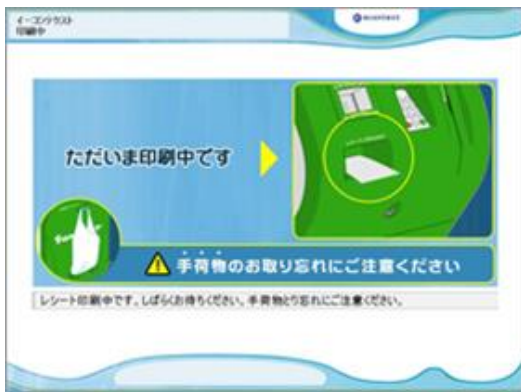 イーコンテクスト
印刷中
econtext
ただいま印刷中です
手荷物のお取り忘れにご注意ください
レシート印刷中です。しばらくお待ちください。手荷物とり忘れにご注意ください。